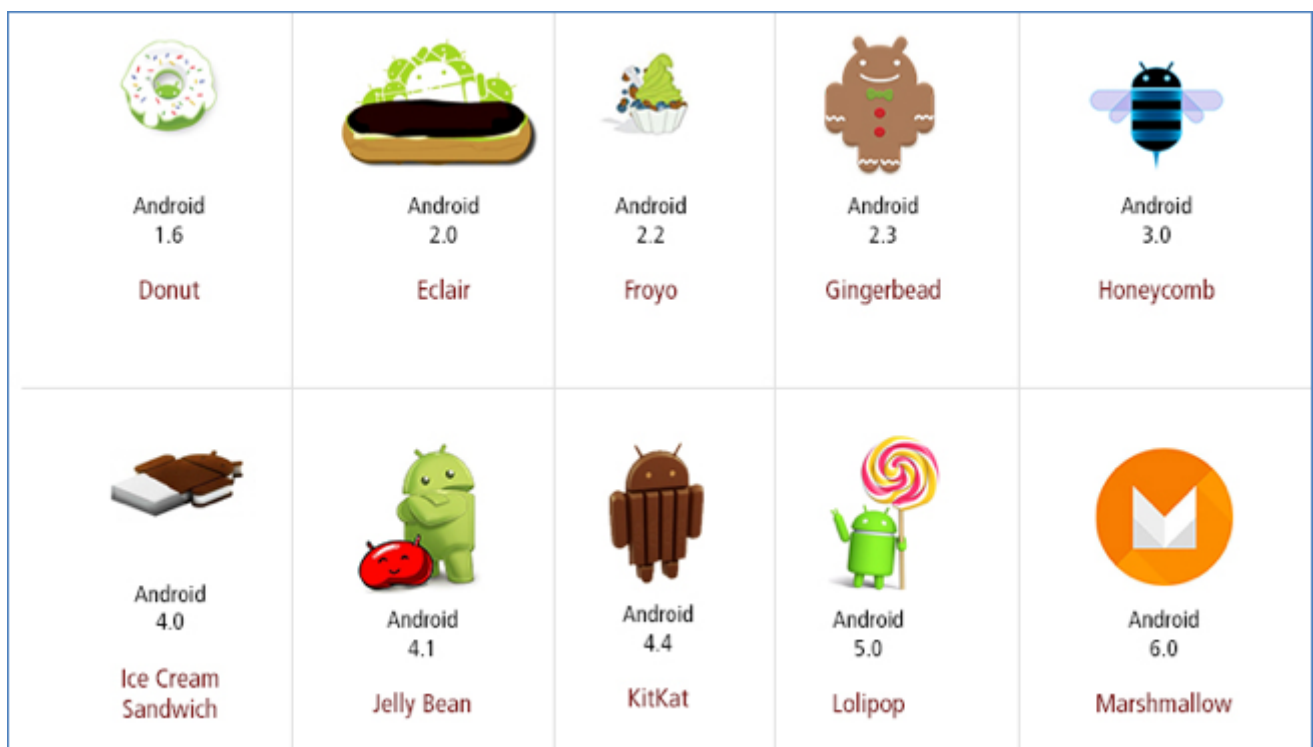 Android
1.6
Donut
Android
2.0
Eclair
Android
2.2
Froyo
Android
2.3
Gingerbead
Android
3.0
Honeycomb
Android
4.0
Ice Cream
Sandwich
Android
4.1
Jelly Bean
Android
4.4
KitKat
Android
5.0
Lolipop
Android
6.0
Marshmallow